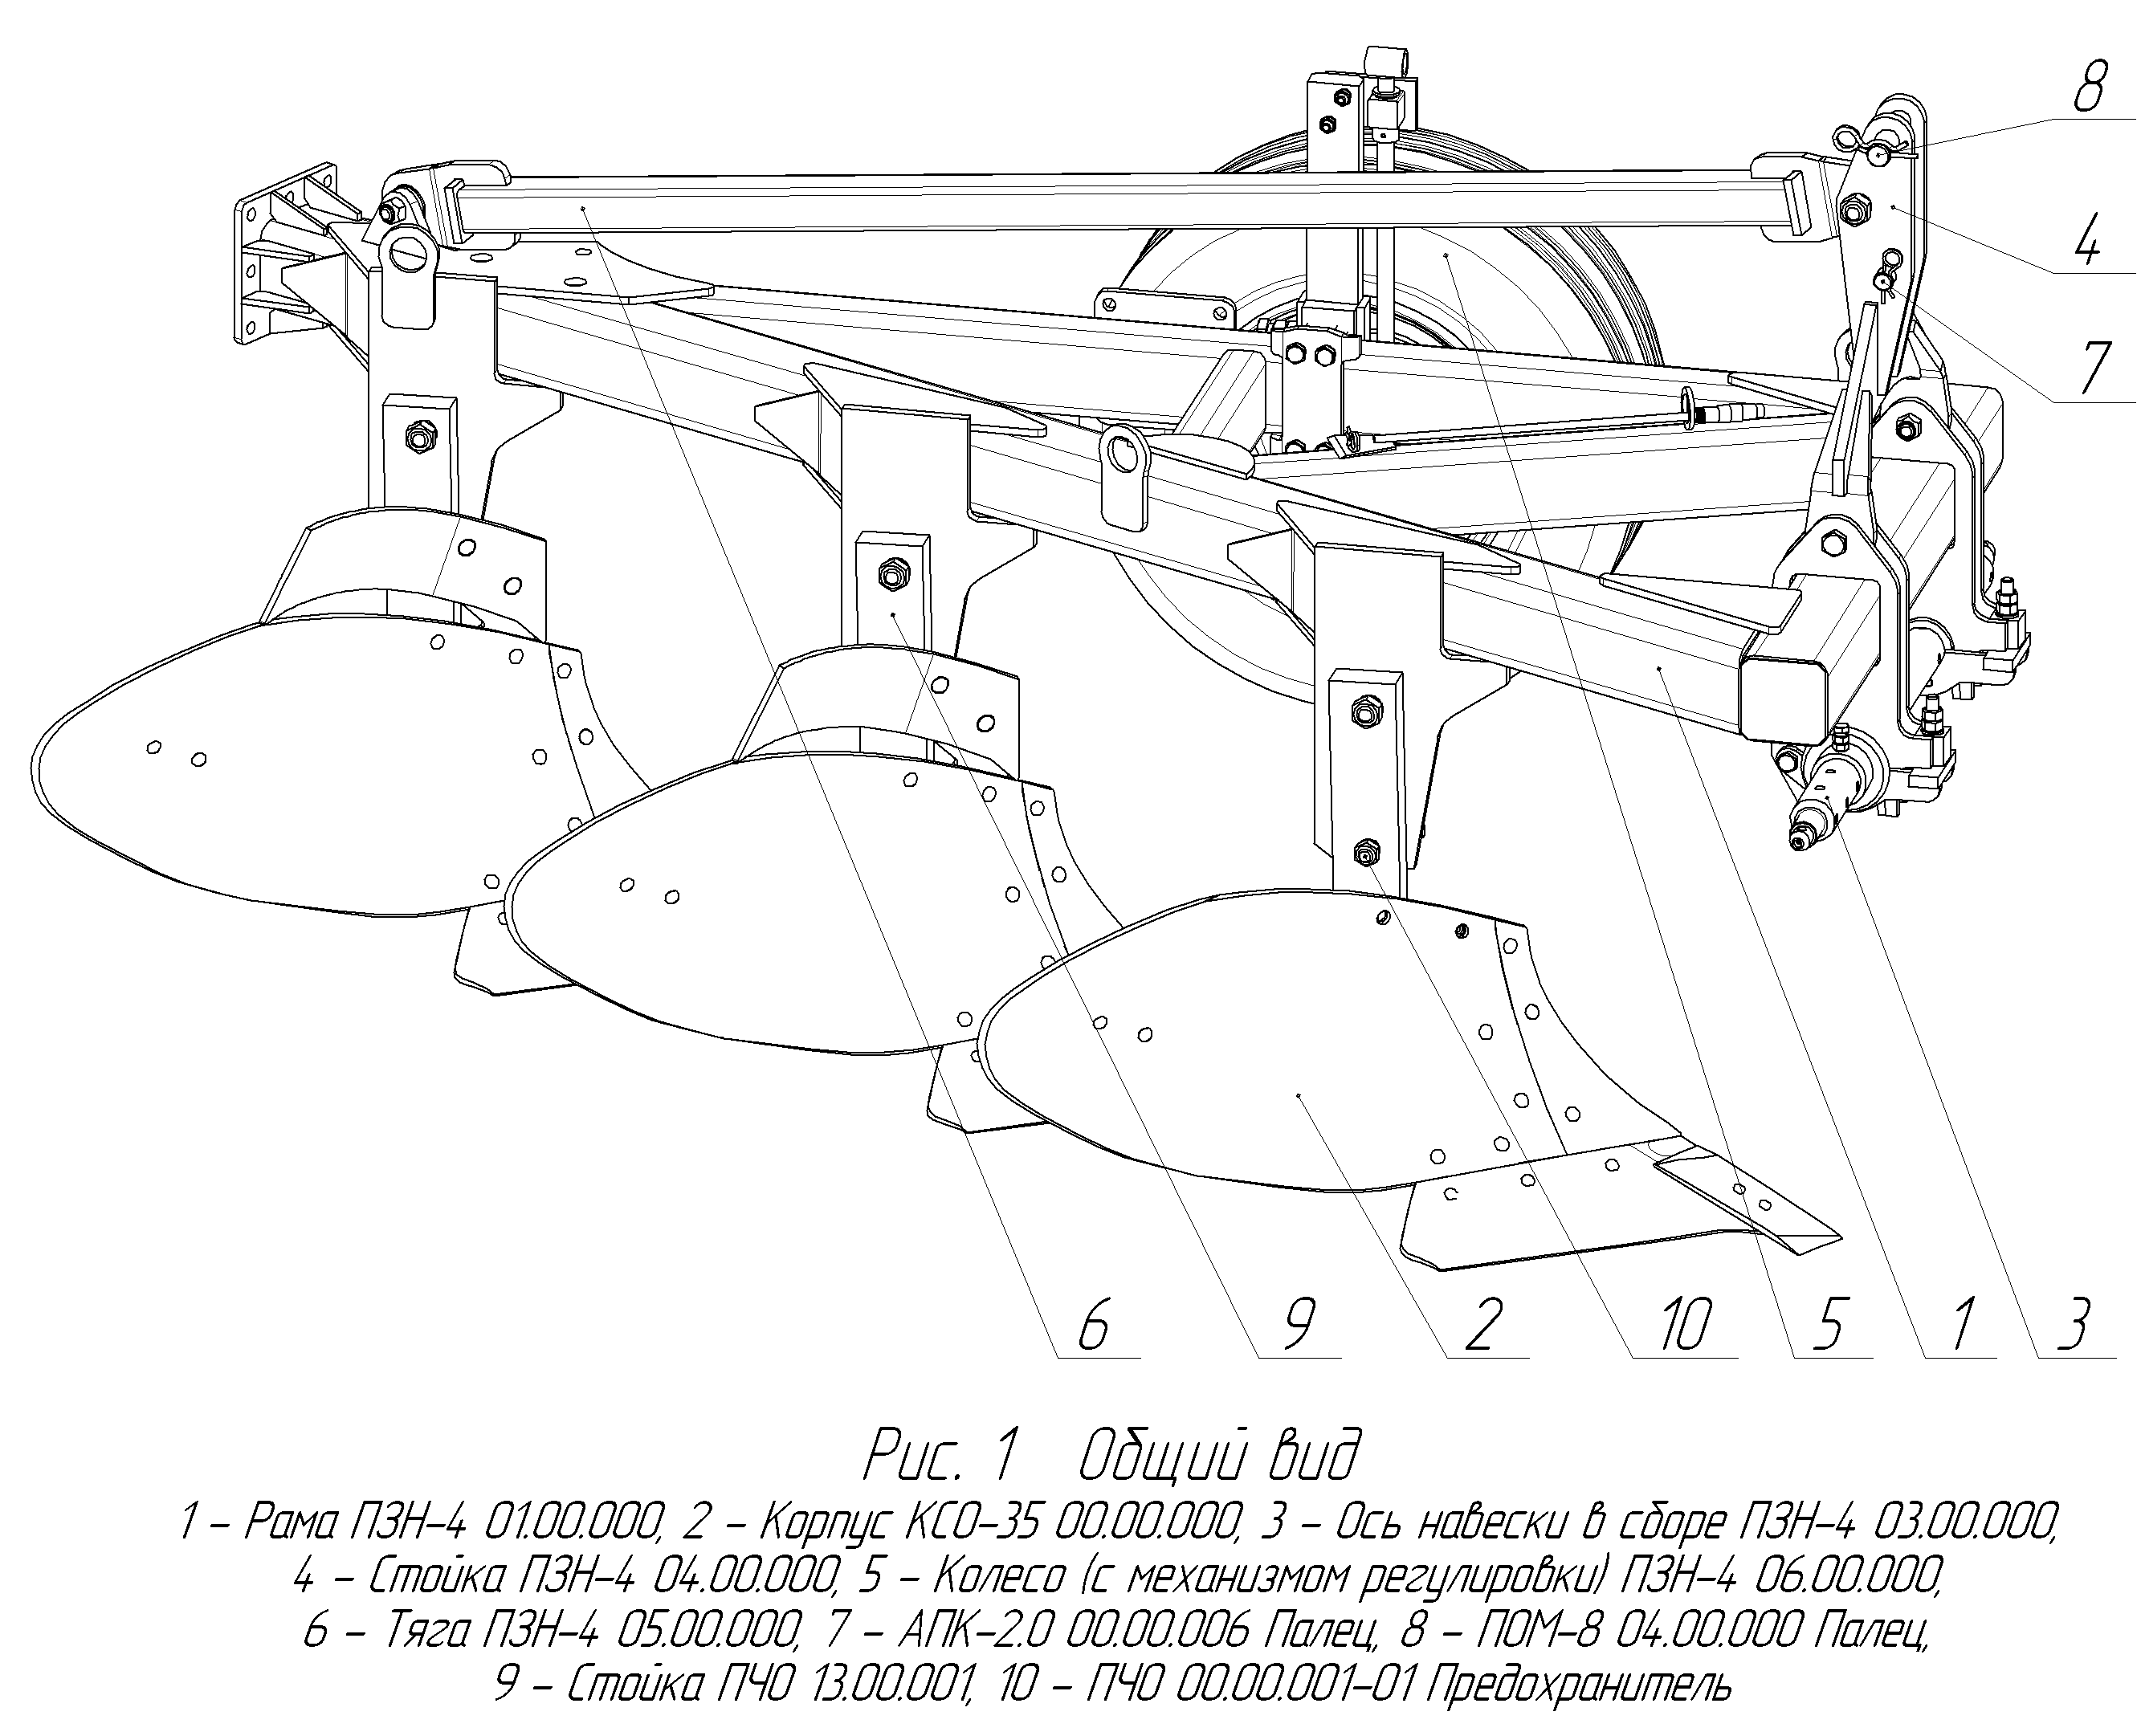 8
4
7
6 9 2 10 5 1 3
Рис. 1 Общий вид
1 – Рама ПЗН–4 01.00.000, 2 – Корпус КСО–35 00.00.000, 3 – Ось навески в сборе ПЗН–4 03.00.000,
4 – Стойка ПЗН–4 04.00.000, 5 – Колесо (с механизмом регулировки) ПЗН–4 06.00.000,
6 – Тяга ПЗН–4 05.00.000, 7 – АПК–2.0 00.00.006 Палец, 8 – ПОМ–8 04.00.000 Палец,
9 – Стойка ПЧО 13.00.001, 10 – ПЧО 00.00.001–01 Предохранитель